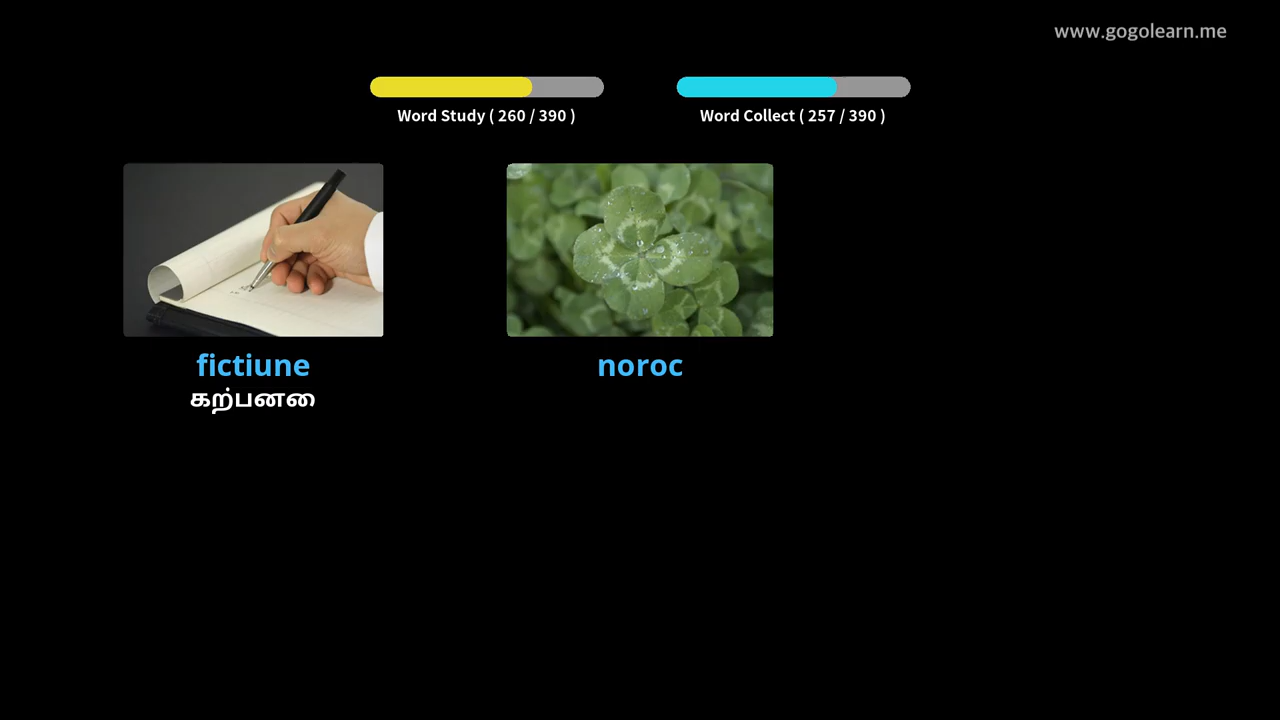 www.gogolearn.me
Word Study ( 260 / 390 )
Word Collect ( 257 / 390 )
fictiune
கற்பனை
noroc